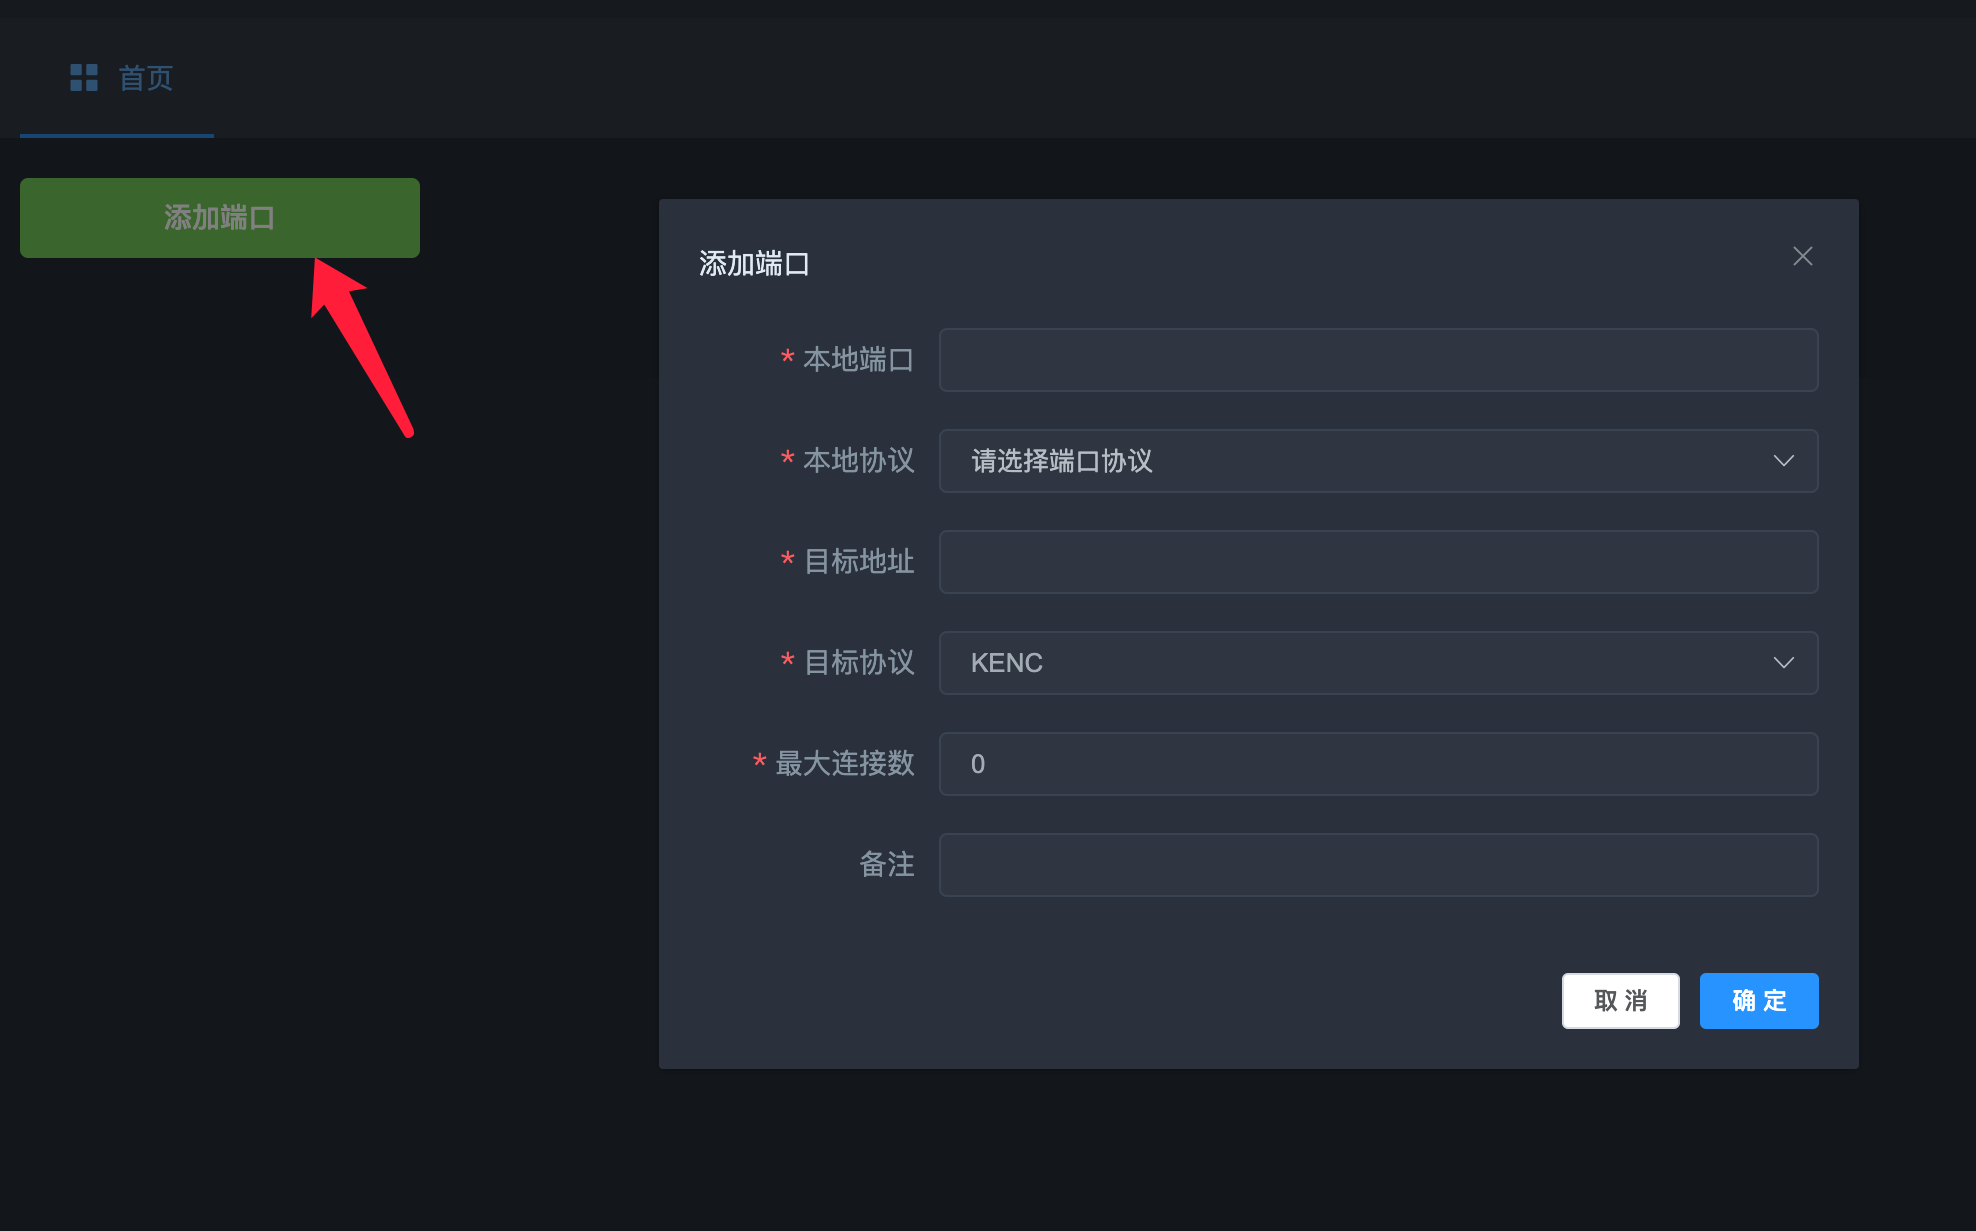 首页
添加端口
添加端口
* 本地端口
* 本地协议 请选择端口协议
* 目标地址
* 目标协议 KENC
* 最大连接数 0
备注
取 消 确 定